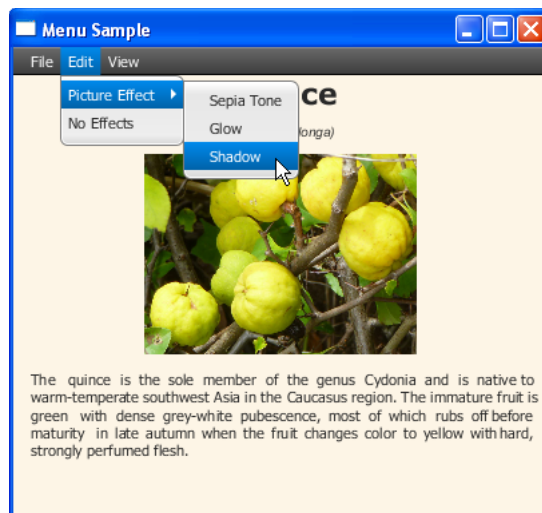 Menu Sample
File Edit View
Picture Effect
No Effects
Sepia Tone
Glow
Shadow
ce
longa)
The quince is the sole member of the genus Cydonia and is native to
warm-temperate southwest Asia in the Caucasus region. The immature fruit is
green with dense grey-white pubescence, most of which rubs off before
maturity in late autumn when the fruit changes color to yellow with hard,
strongly perfumed flesh.